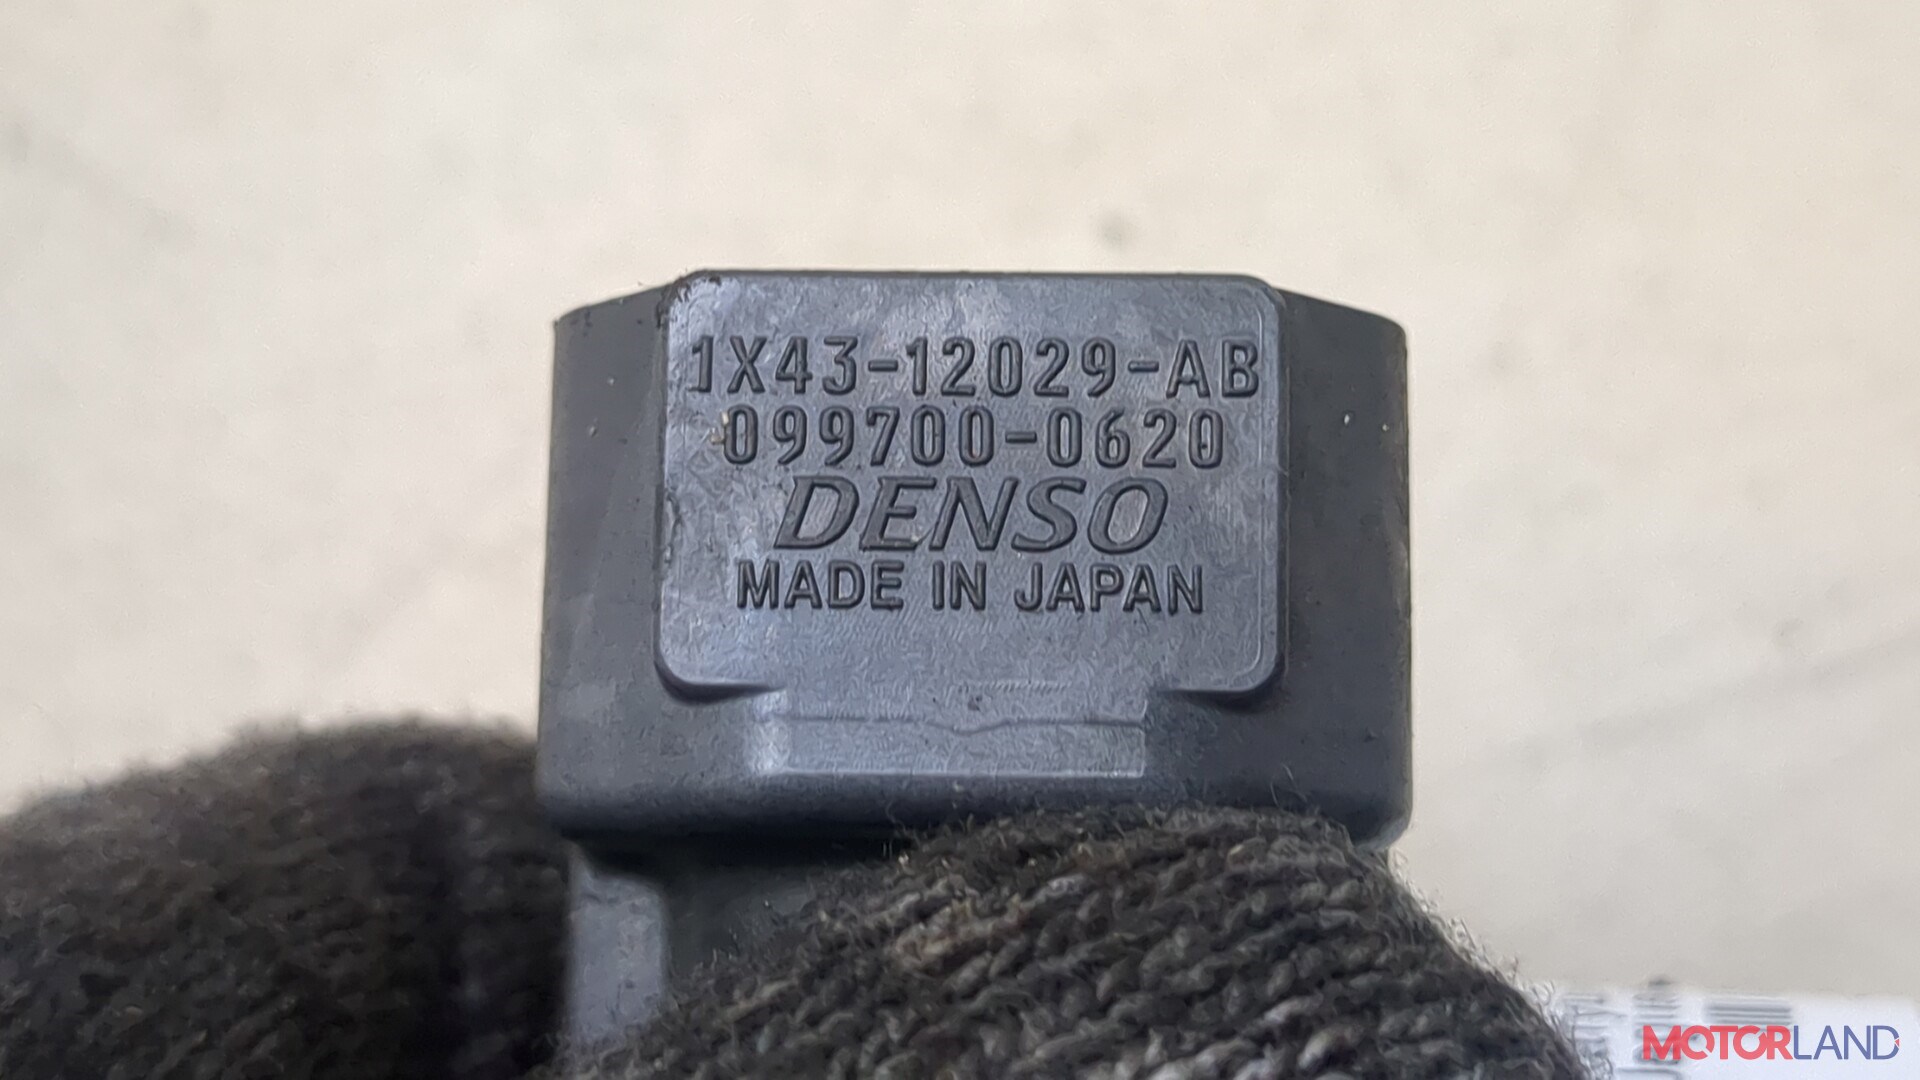 1X43-12029-AB
099700-0620
DENSO
MADE IN JAPAN
MOTORLAND